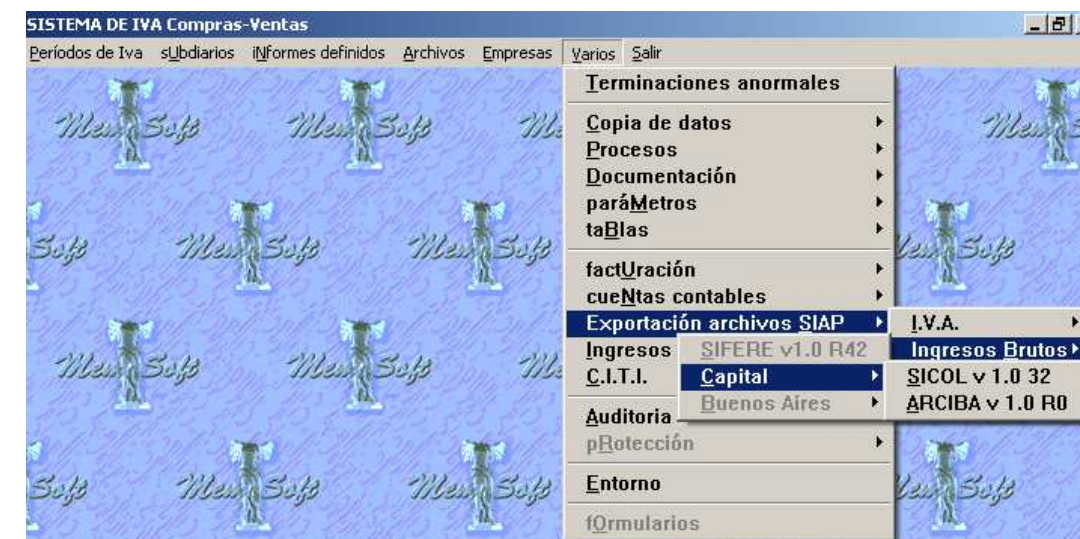 SISTEMA DE IVA Compras-Ventas
Períodos de Iva sUbdiarios iNformes definidos Archivos Empresas Varios Salir
Terminaciones anormales
Copia de datos
Procesos
Documentación
paráMetros
taBlas
factUración
cueNtas contables
Exportación archivos SIAP
Ingresos
C.I.T.I.
Auditoria
pRotección
Entorno
fOrmularios
I.V.A.
Ingresos Brutos
SIFERE v1.0 R42
Capital
Buenos Aires
SICOL v 1.0 32
ARCIBA v 1.0 R0